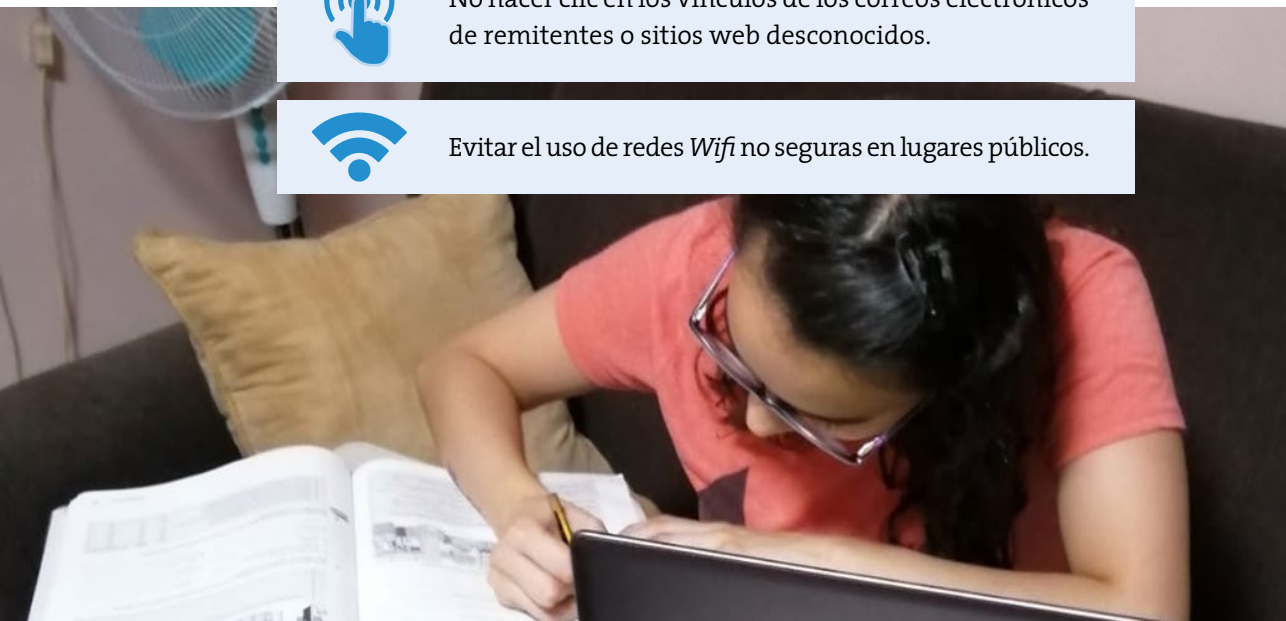 No hacer clic en los vínculos de los correos electrónicos
de remitentes o sitios web desconocidos.
Evitar el uso de redes Wifi no seguras en lugares públicos.